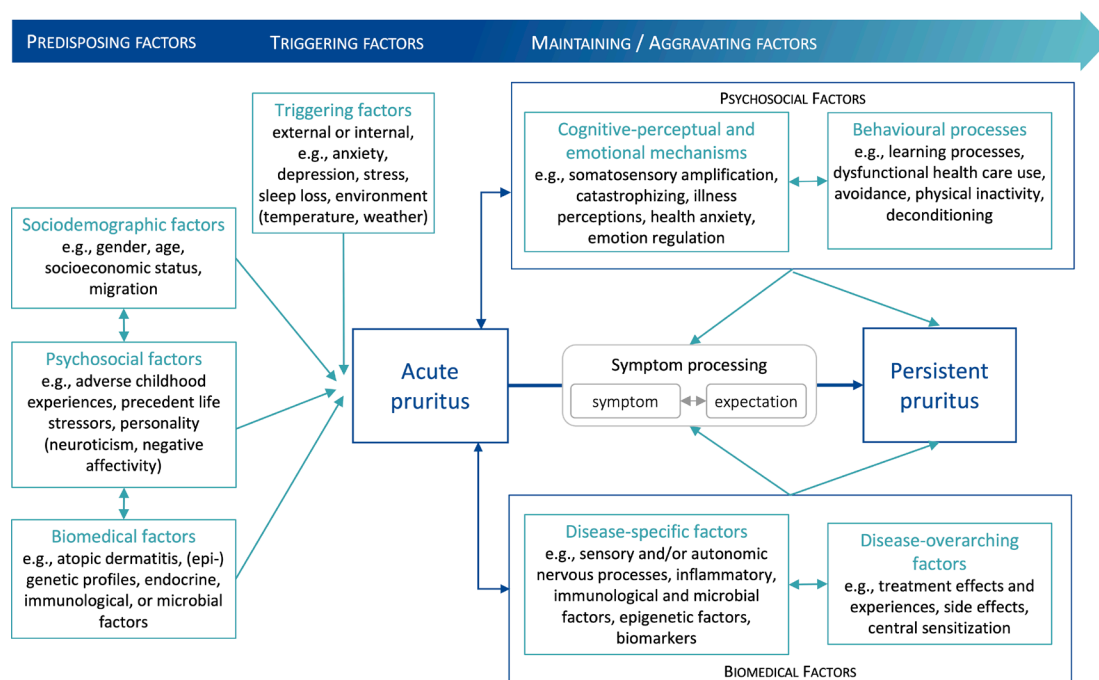 PREDISPOSING FACTORS
TRIGGERING FACTORS
MAINTAINING / AGGRAVATING FACTORS
Sociodemographic factors
e.g., gender, age,
socioeconomic status,
migration
Psychosocial factors
e.g., adverse childhood
experiences, precedent life
stressors, personality
(neuroticism, negative
affectivity)
Biomedical factors
e.g., atopic dermatitis, (epi-)
genetic profiles, endocrine,
immunological, or microbial
factors
Triggering factors
external or internal,
e.g., anxiety,
depression, stress,
sleep loss, environment
(temperature, weather)
Acute
pruritus
PSYCHOSOCIAL FACTORS
Cognitive-perceptual and
emotional mechanisms
e.g., somatosensory amplification,
catastrophizing, illness
perceptions, health anxiety,
emotion regulation
Behavioural processes
e.g., learning processes,
dysfunctional health care use,
avoidance, physical inactivity,
deconditioning
Symptom processing
symptom
expectation
Persistent
pruritus
Disease-specific factors
e.g., sensory and/or autonomic
nervous processes, inflammatory,
immunological and microbial
factors, epigenetic factors,
biomarkers
Disease-overarching
factors
e.g., treatment effects and
experiences, side effects,
central sensitization
BIOMEDICAL FACTORS